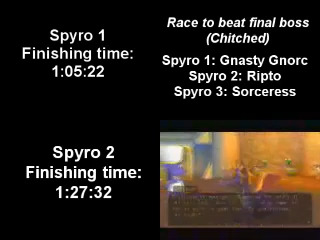 Spyro 1
Finishing time:
1:05:22
Race to beat final boss
(Chitched)
Spyro 1: Gnasty Gnorc
Spyro 2: Ripto
Spyro 3: Sorceress
Spyro 2
Finishing time:
1:27:32